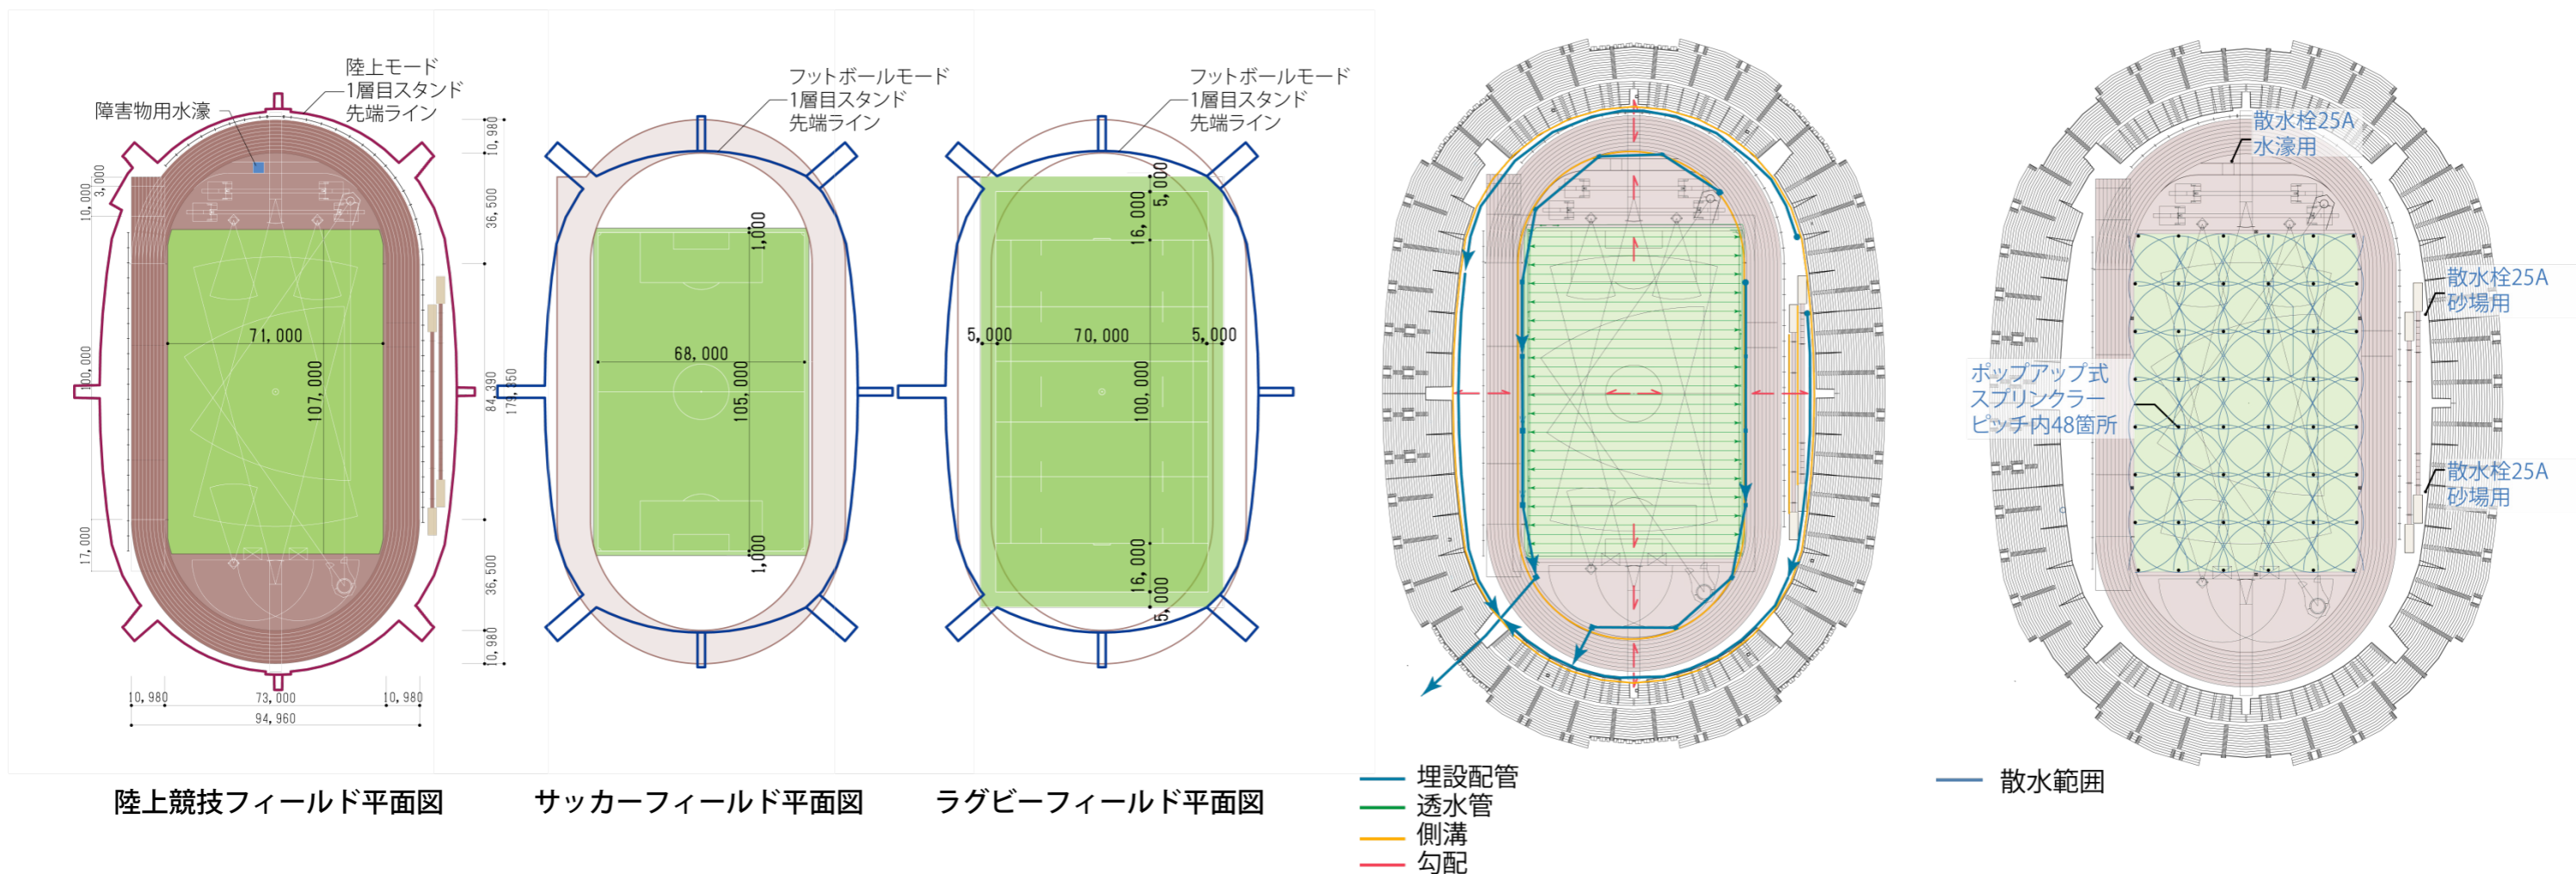 障害物用水濠
陸上モード
1層目スタンド
先端ライン
3,000
10,000
100,000
17,000
71,000
107,000
10,980
73,000
10,980
94,960
10,980
36,500
84,390
179,350
36,500
10,980
陸上競技フィールド平面図
フットボールモード
1層目スタンド
先端ライン
1,000
68,000
105,000
1,000
サッカーフィールド平面図
フットボールモード
1層目スタンド
先端ライン
5,000
16,000
5,000
70,000
5,000
100,000
16,000
5,000
ラグビーフィールド平面図
埋設配管
透水管
側溝
勾配
散水栓25A
水濠用
散水栓25A
砂場用
ポップアップ式
スプリンクラー
ピッチ内48箇所
散水栓25A
砂場用
散水範囲